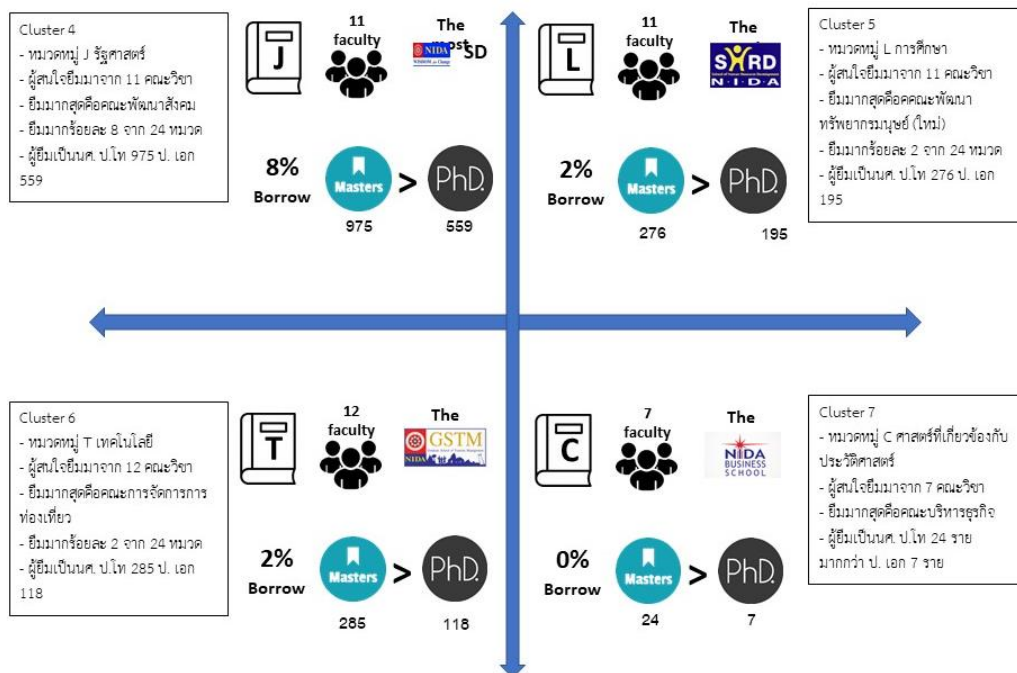 Cluster 4
- หมวดหมู่ J รัฐศาสตร์
- ผู้สนใจยืมมาจาก 11 คณะวิชา
- ยืมมากสุดคือคณะพัฒนาสังคม
- ยืมมากร้อยละ 8 จาก 24 หมวด
- ผู้ยืมเป็นนศ. ป.โท 975 ป. เอก
559
J
11
faculty
The
most
SD
NIDA
WISDOM for Change
8%
Borrow
Masters
>
PhD.
975
559
L
11
faculty
The
SHRD
School of Human Resource Development
N·I·D·A
2%
Borrow
Masters
>
PhD.
276
195
Cluster 5
- หมวดหมู่ L การศึกษา
- ผู้สนใจยืมมาจาก 11 คณะวิชา
- ยืมมากสุดคือคคณะพัฒนา
ทรัพยากรมนุษย์ (ใหม่)
- ยืมมากร้อยละ 2 จาก 24 หมวด
- ผู้ยืมเป็นนศ. ป.โท 276 ป. เอก
195
Cluster 6
- หมวดหมู่ T เทคโนโลยี
- ผู้สนใจยืมมาจาก 12 คณะวิชา
- ยืมมากสุดคือคณะการจัดการการ
ท่องเที่ยว
- ยืมมากร้อยละ 2 จาก 24 หมวด
- ผู้ยืมเป็นนศ. ป.โท 285 ป. เอก
118
T
12
faculty
The
GSTM
Graduate School of Tourism Management
NIDA
2%
Borrow
Masters
>
PhD.
285
118
C
7
faculty
The
NIDA
BUSINESS
SCHOOL
0%
Borrow
Masters
>
PhD.
24
7
Cluster 7
- หมวดหมู่ C ศาสตร์ที่เกี่ยวข้องกับ
ประวัติศาสตร์
- ผู้สนใจยืมมาจาก 7 คณะวิชา
- ยืมมากสุดคือคณะบริหารธุรกิจ
- ผู้ยืมเป็นนศ. ป.โท 24 ราย
มากกว่า ป. เอก 7 ราย